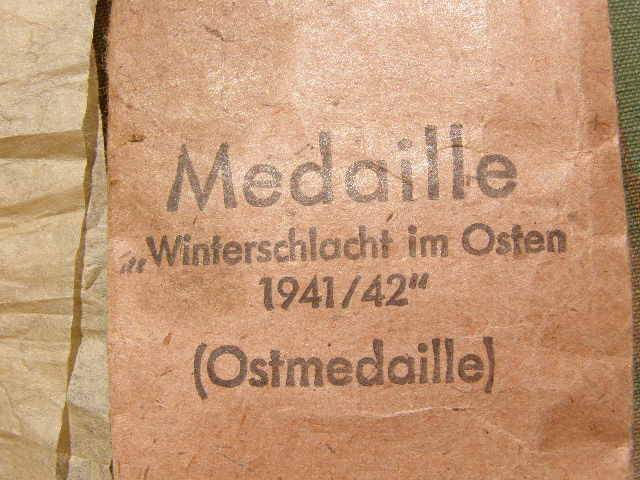 Medaille
„Winterschlacht im Osten
1941/42"
(Ostmedaille)